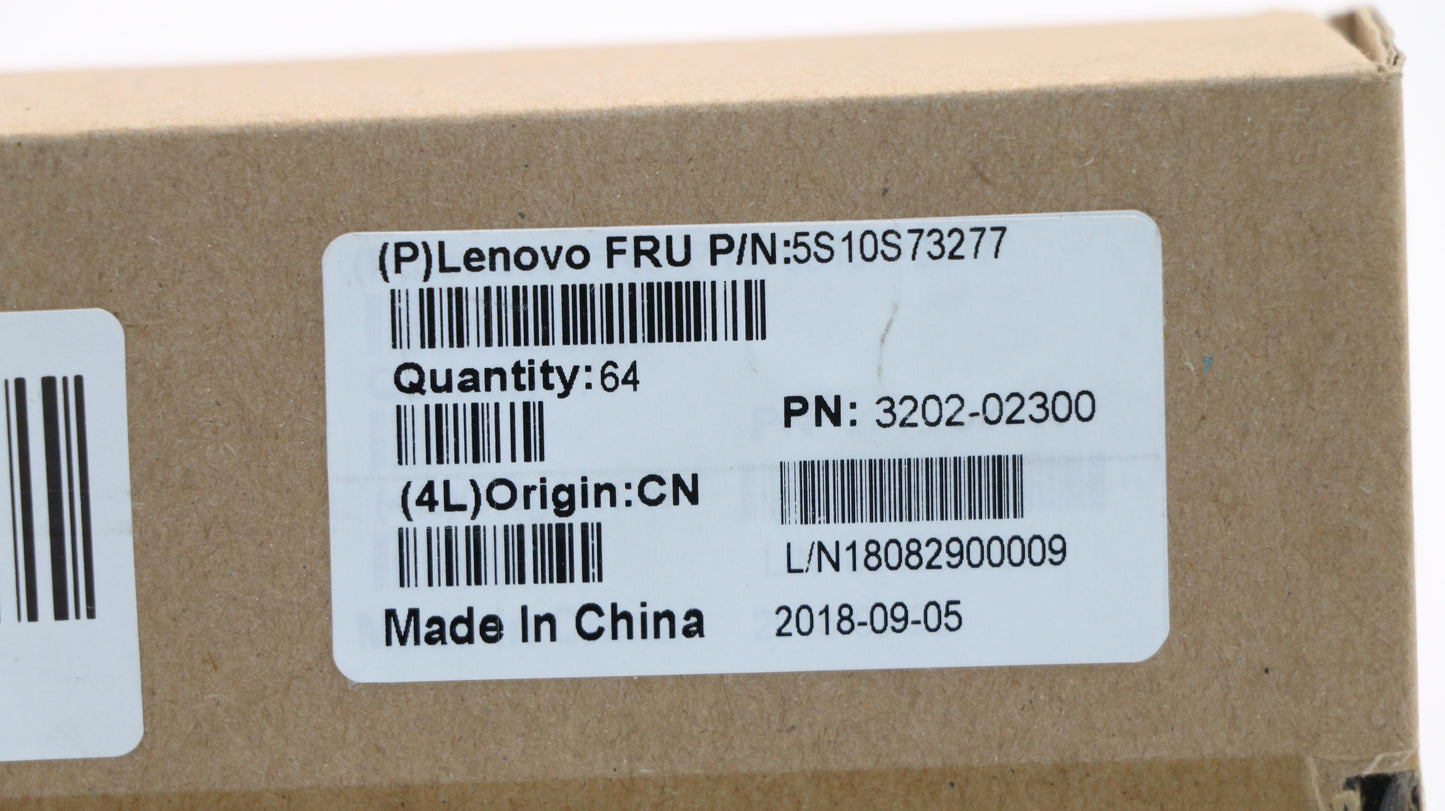 (P)Lenovo FRU P/N:5S10S73277
Quantity:64
PN: 3202-02300
(4L)Origin:CN
L/N18082900009
Made In China
2018-09-05